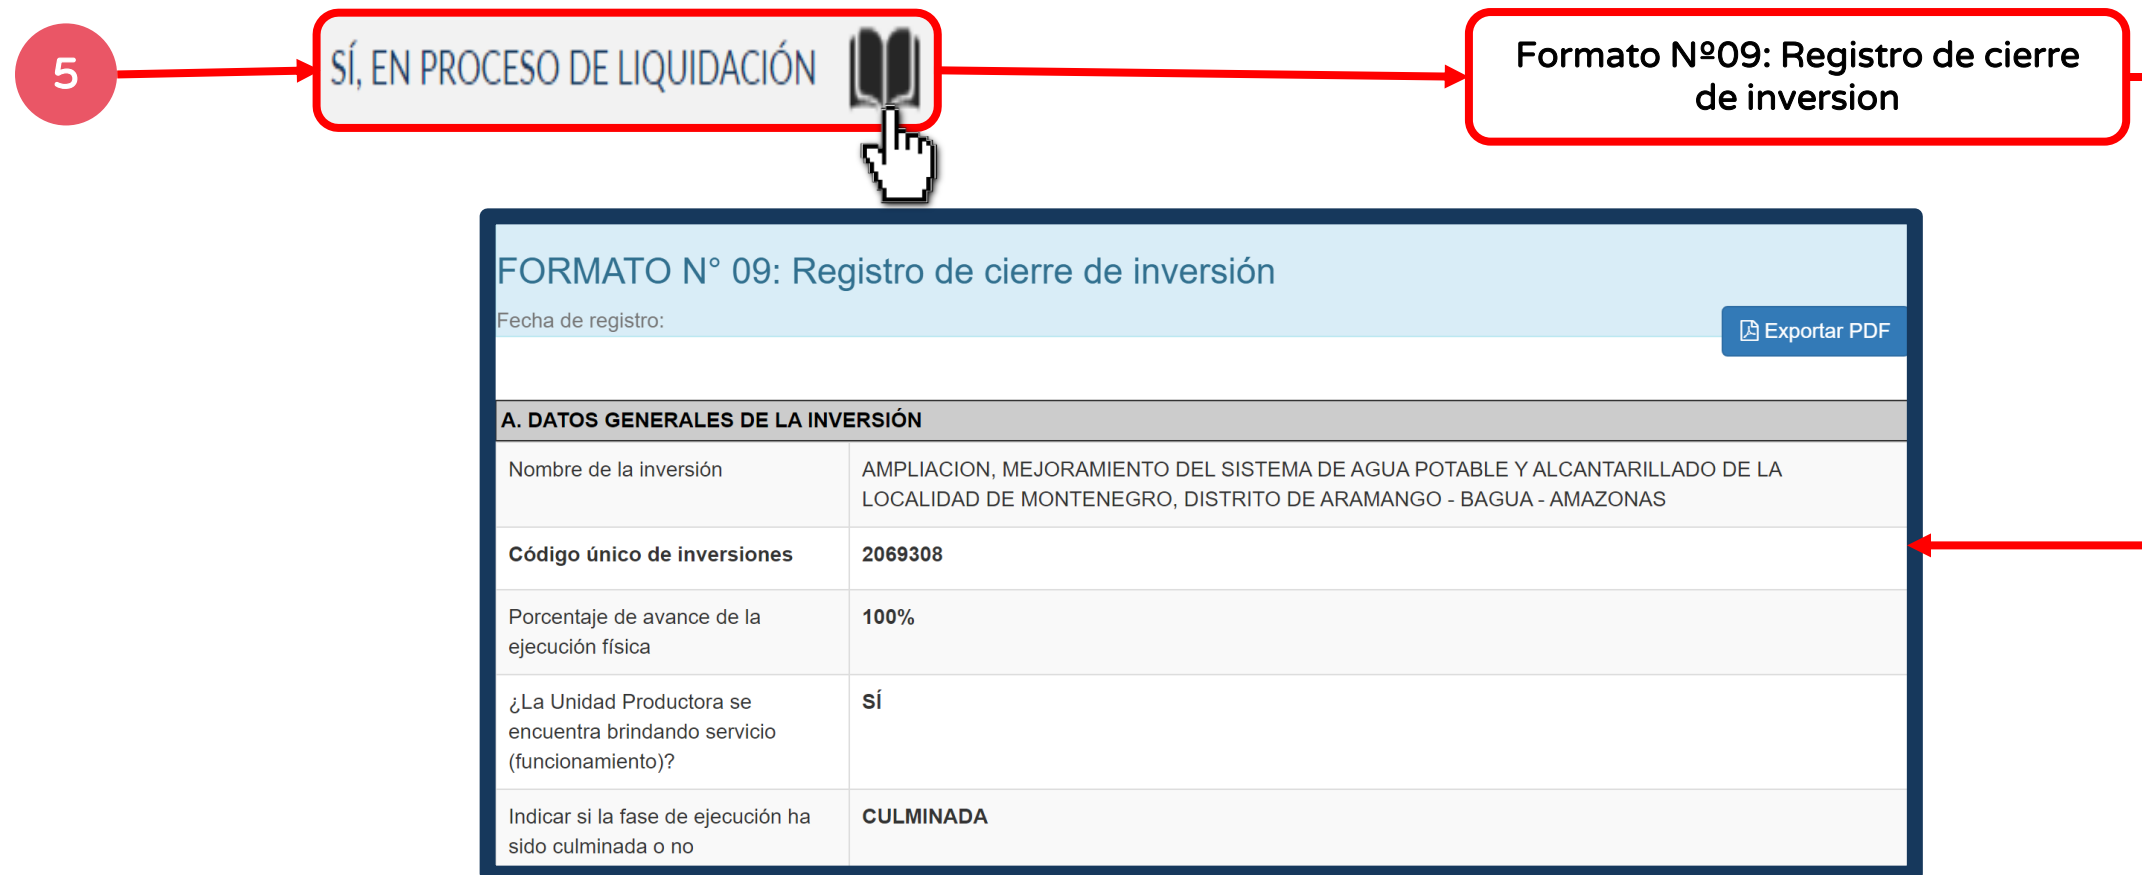 5
SÍ, EN PROCESO DE LIQUIDACIÓN
Formato Nº09: Registro de cierre
de inversion
FORMATO N° 09: Registro de cierre de inversión
Fecha de registro:
Exportar PDF
A. DATOS GENERALES DE LA INVERSIÓN
Nombre de la inversión
AMPLIACION, MEJORAMIENTO DEL SISTEMA DE AGUA POTABLE Y ALCANTARILLADO DE LA
LOCALIDAD DE MONTENEGRO, DISTRITO DE ARAMANGO - BAGUA - AMAZONAS
Código único de inversiones
2069308
Porcentaje de avance de la
ejecución física
100%
¿La Unidad Productora se
encuentra brindando servicio
(funcionamiento)?
SÍ
Indicar si la fase de ejecución ha
sido culminada o no
CULMINADA